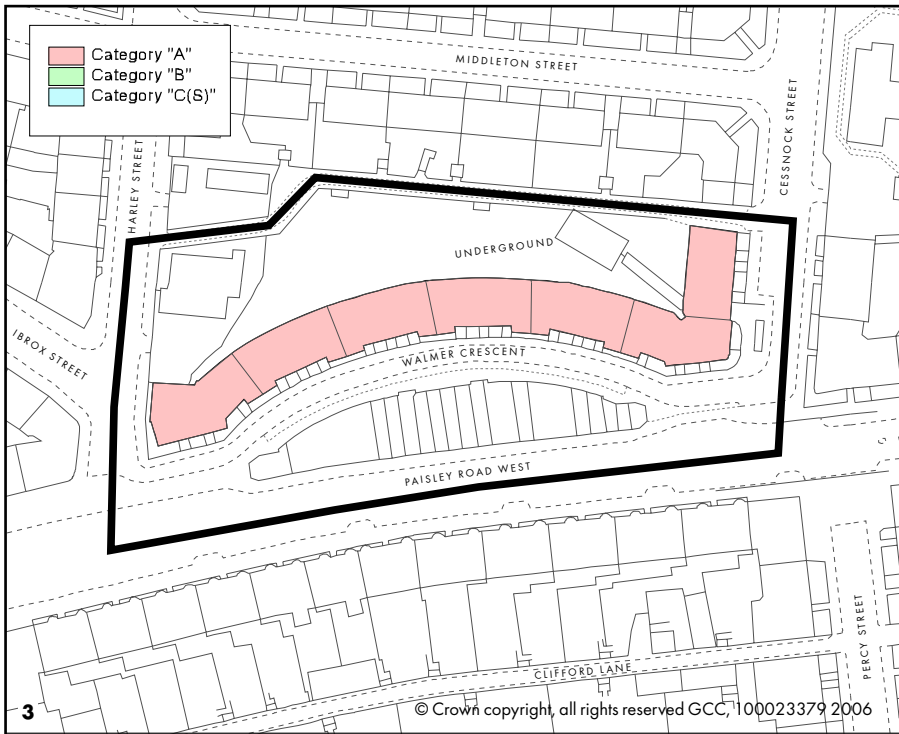 Category "A"
Category "B"
Category "C(S)"
MIDDLETON STREET
CESSNOCK STREET
HARLEY STREET
UNDERGROUND
IBROX STREET
WALMER CRESCENT
PAISLEY ROAD WEST
PERCY STREET
CLIFFORD LANE
3
© Crown copyright, all rights reserved GCC, 100023379 2006